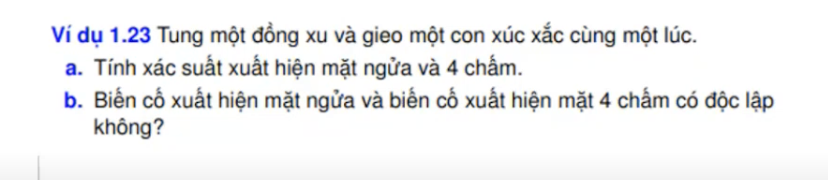 Ví dụ 1.23 Tung một đồng xu và gieo một con xúc xắc cùng một lúc.
a. Tính xác suất xuất hiện mặt ngửa và 4 chấm.
b. Biến cố xuất hiện mặt ngửa và biến cố xuất hiện mặt 4 chấm có độc lập
không?